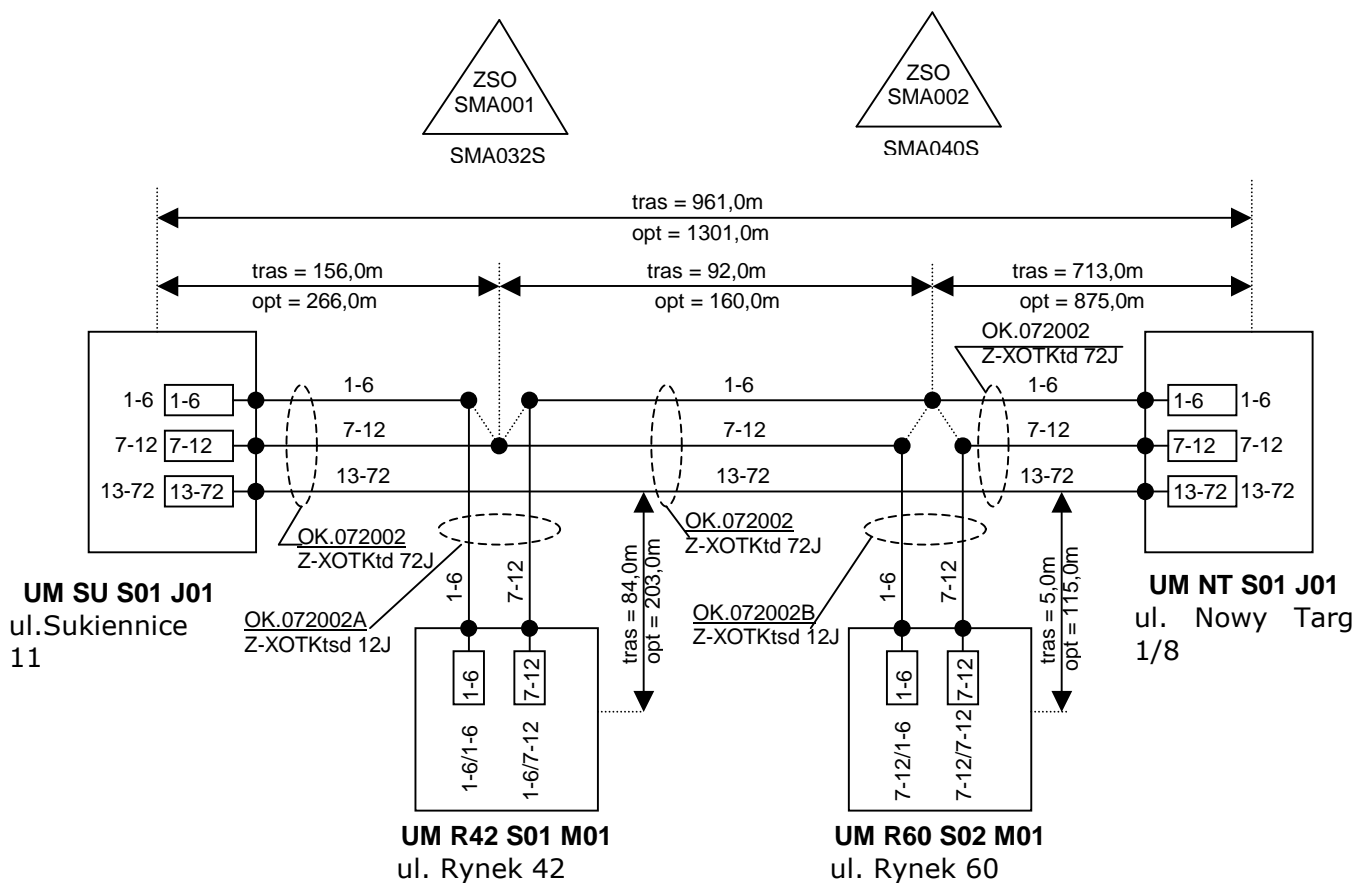 ZSO
SMA001
SMA032S
ZSO
SMA002
SMA040S
tras = 961,0m
opt = 1301,0m
tras = 156,0m
opt = 266,0m
tras = 92,0m
opt = 160,0m
tras = 713,0m
opt = 875,0m
OK.072002
Z-XOTKtd 72J
1-6
1-6
1-6
1-6
1-6
1-6
1-6
7-12
7-12
7-12
7-12
7-12
7-12
7-12
13-72
13-72
13-72
13-72
13-72
13-72
13-72
OK.072002
Z-XOTKtd 72J
OK.072002
Z-XOTKtd 72J
OK.072002A
Z-XOTKtsd 12J
OK.072002B
Z-XOTKtsd 12J
1-6
7-12
tras = 84,0m
opt = 203,0m
1-6
7-12
tras = 5,0m
opt = 115,0m
UM SU S01 J01
ul.Sukiennice
11
UM NT S01 J01
ul. Nowy Targ
1/8
1-6
7-12
1-6/1-6
1-6/7-12
1-6
7-12
7-12/1-6
7-12/7-12
UM R42 S01 M01
ul. Rynek 42
UM R60 S02 M01
ul. Rynek 60